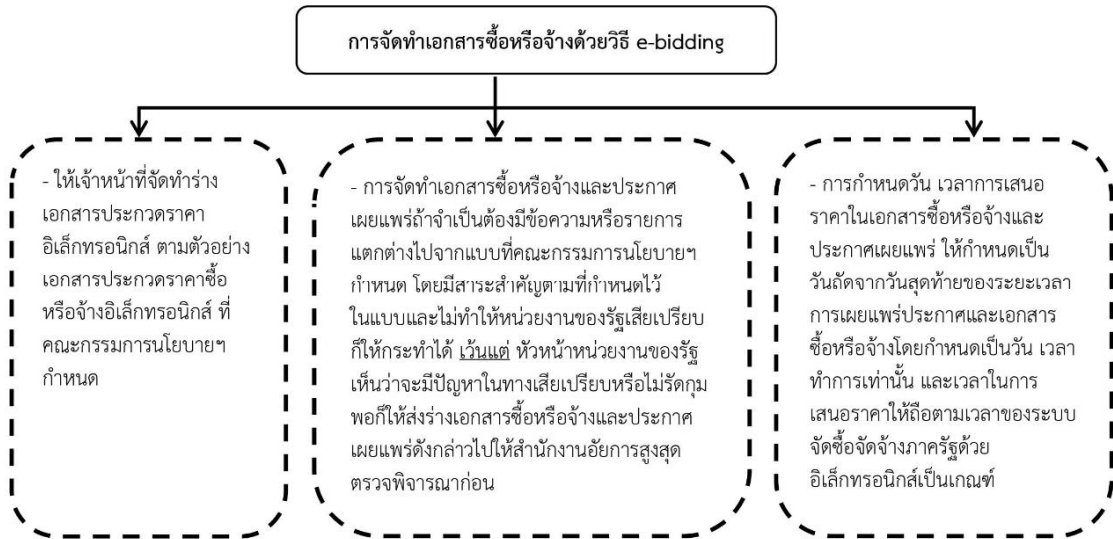 การจัดทำเอกสารซื้อหรือจ้างด้วยวิธี e-bidding
- ให้เจ้าหน้าที่จัดทำร่าง
เอกสารประกวดราคา
อิเล็กทรอนิกส์ ตามตัวอย่าง
เอกสารประกวดราคาซื้อ
หรือจ้างอิเล็กทรอนิกส์ ที่
คณะกรรมการนโยบายฯ
กำหนด
- การจัดทำเอกสารซื้อหรือจ้างและประกาศ
เผยแพร่ถ้าจำเป็นต้องมีข้อความหรือรายการ
แตกต่างไปจากแบบที่คณะกรรมการนโยบายฯ
กำหนด โดยมีสาระสำคัญตามที่กำหนดไว้
ในแบบและไม่ทำให้หน่วยงานของรัฐเสียเปรียบ
ก็ให้กระทำได้ เว้นแต่ หัวหน้าหน่วยงานของรัฐ
เห็นว่าจะมีปัญหาในทางเสียเปรียบหรือไม่รัดกุม
พอก็ให้ส่งร่างเอกสารซื้อหรือจ้างและประกาศ
เผยแพร่ดังกล่าวไปให้สำนักงานอัยการสูงสุด
ตรวจพิจารณาก่อน
- การกำหนดวัน เวลาการเสนอ
ราคาในเอกสารซื้อหรือจ้างและ
ประกาศเผยแพร่ ให้กำหนดเป็น
วันถัดจากวันสุดท้ายของระยะเวลา
การเผยแพร่ประกาศและเอกสาร
ซื้อหรือจ้างโดยกำหนดเป็นวัน เวลา
ทำการเท่านั้น และเวลาในการ
เสนอราคาให้ถือตามเวลาของระบบ
จัดซื้อจัดจ้างภาครัฐด้วย
อิเล็กทรอนิกส์เป็นเกณฑ์